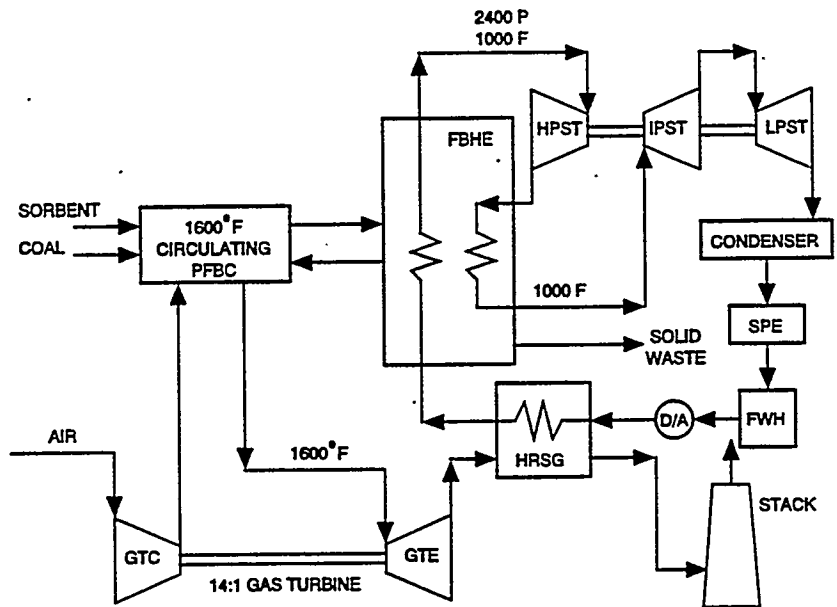 2400 P
1000 F
HPST
IPST
LPST
FBHE
SORBENT
COAL
1600°F
CIRCULATING
PFBC
CONDENSER
1000 F
SPE
SOLID
WASTE
D/A
FWH
AIR
1600°F
HRSG
STACK
GTC
GTE
14:1 GAS TURBINE